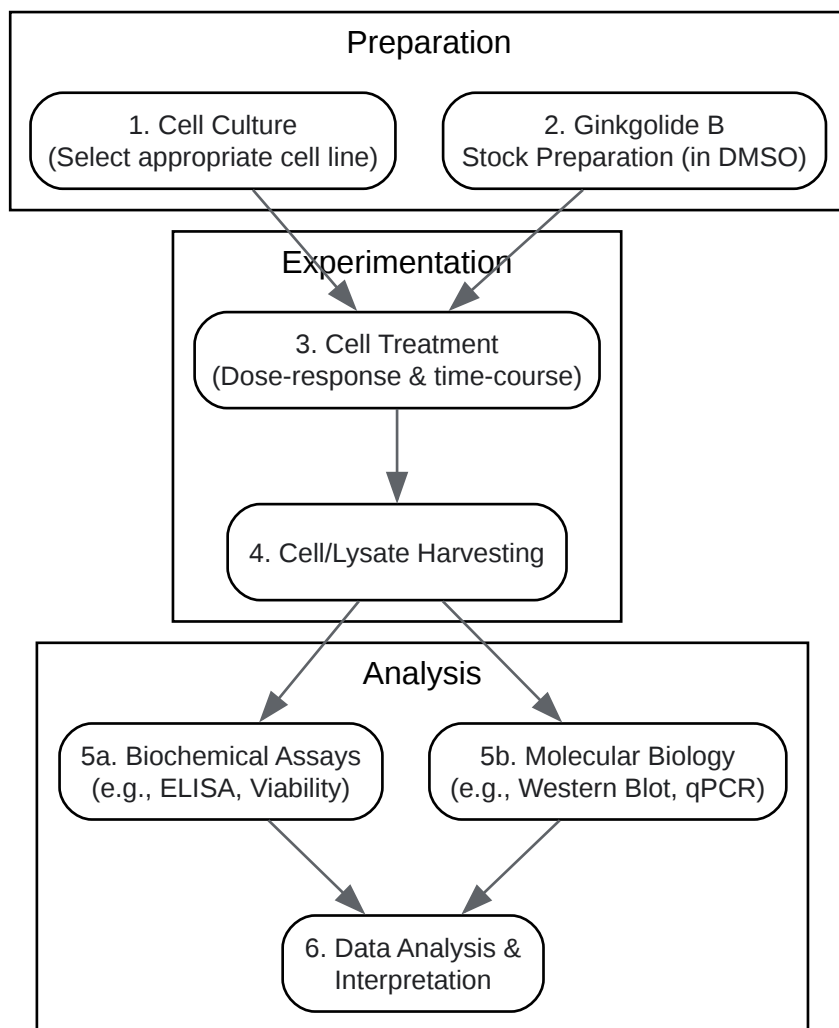 Preparation
1. Cell Culture
(Select appropriate cell line)
2. Ginkgolide B
Stock Preparation (in DMSO)
Experimentation
3. Cell Treatment
(Dose-response & time-course)
4. Cell/Lysate Harvesting
Analysis
5a. Biochemical Assays
(e.g., ELISA, Viability)
5b. Molecular Biology
(e.g., Western Blot, qPCR)
6. Data Analysis &
Interpretation